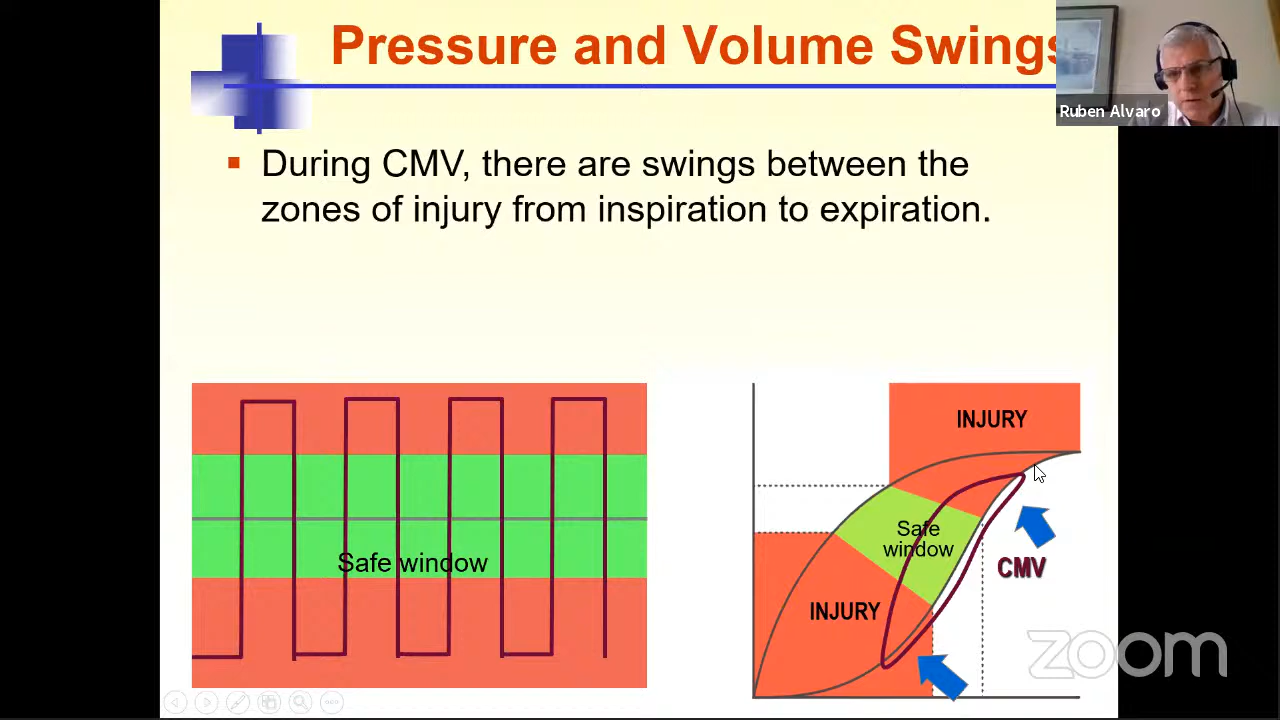 Pressure and Volume Swings
Ruben Alvaro
During CMV, there are swings between the
zones of injury from inspiration to expiration.
Safe window
INJURY
Safe
window
INJURY
CMV
zoom